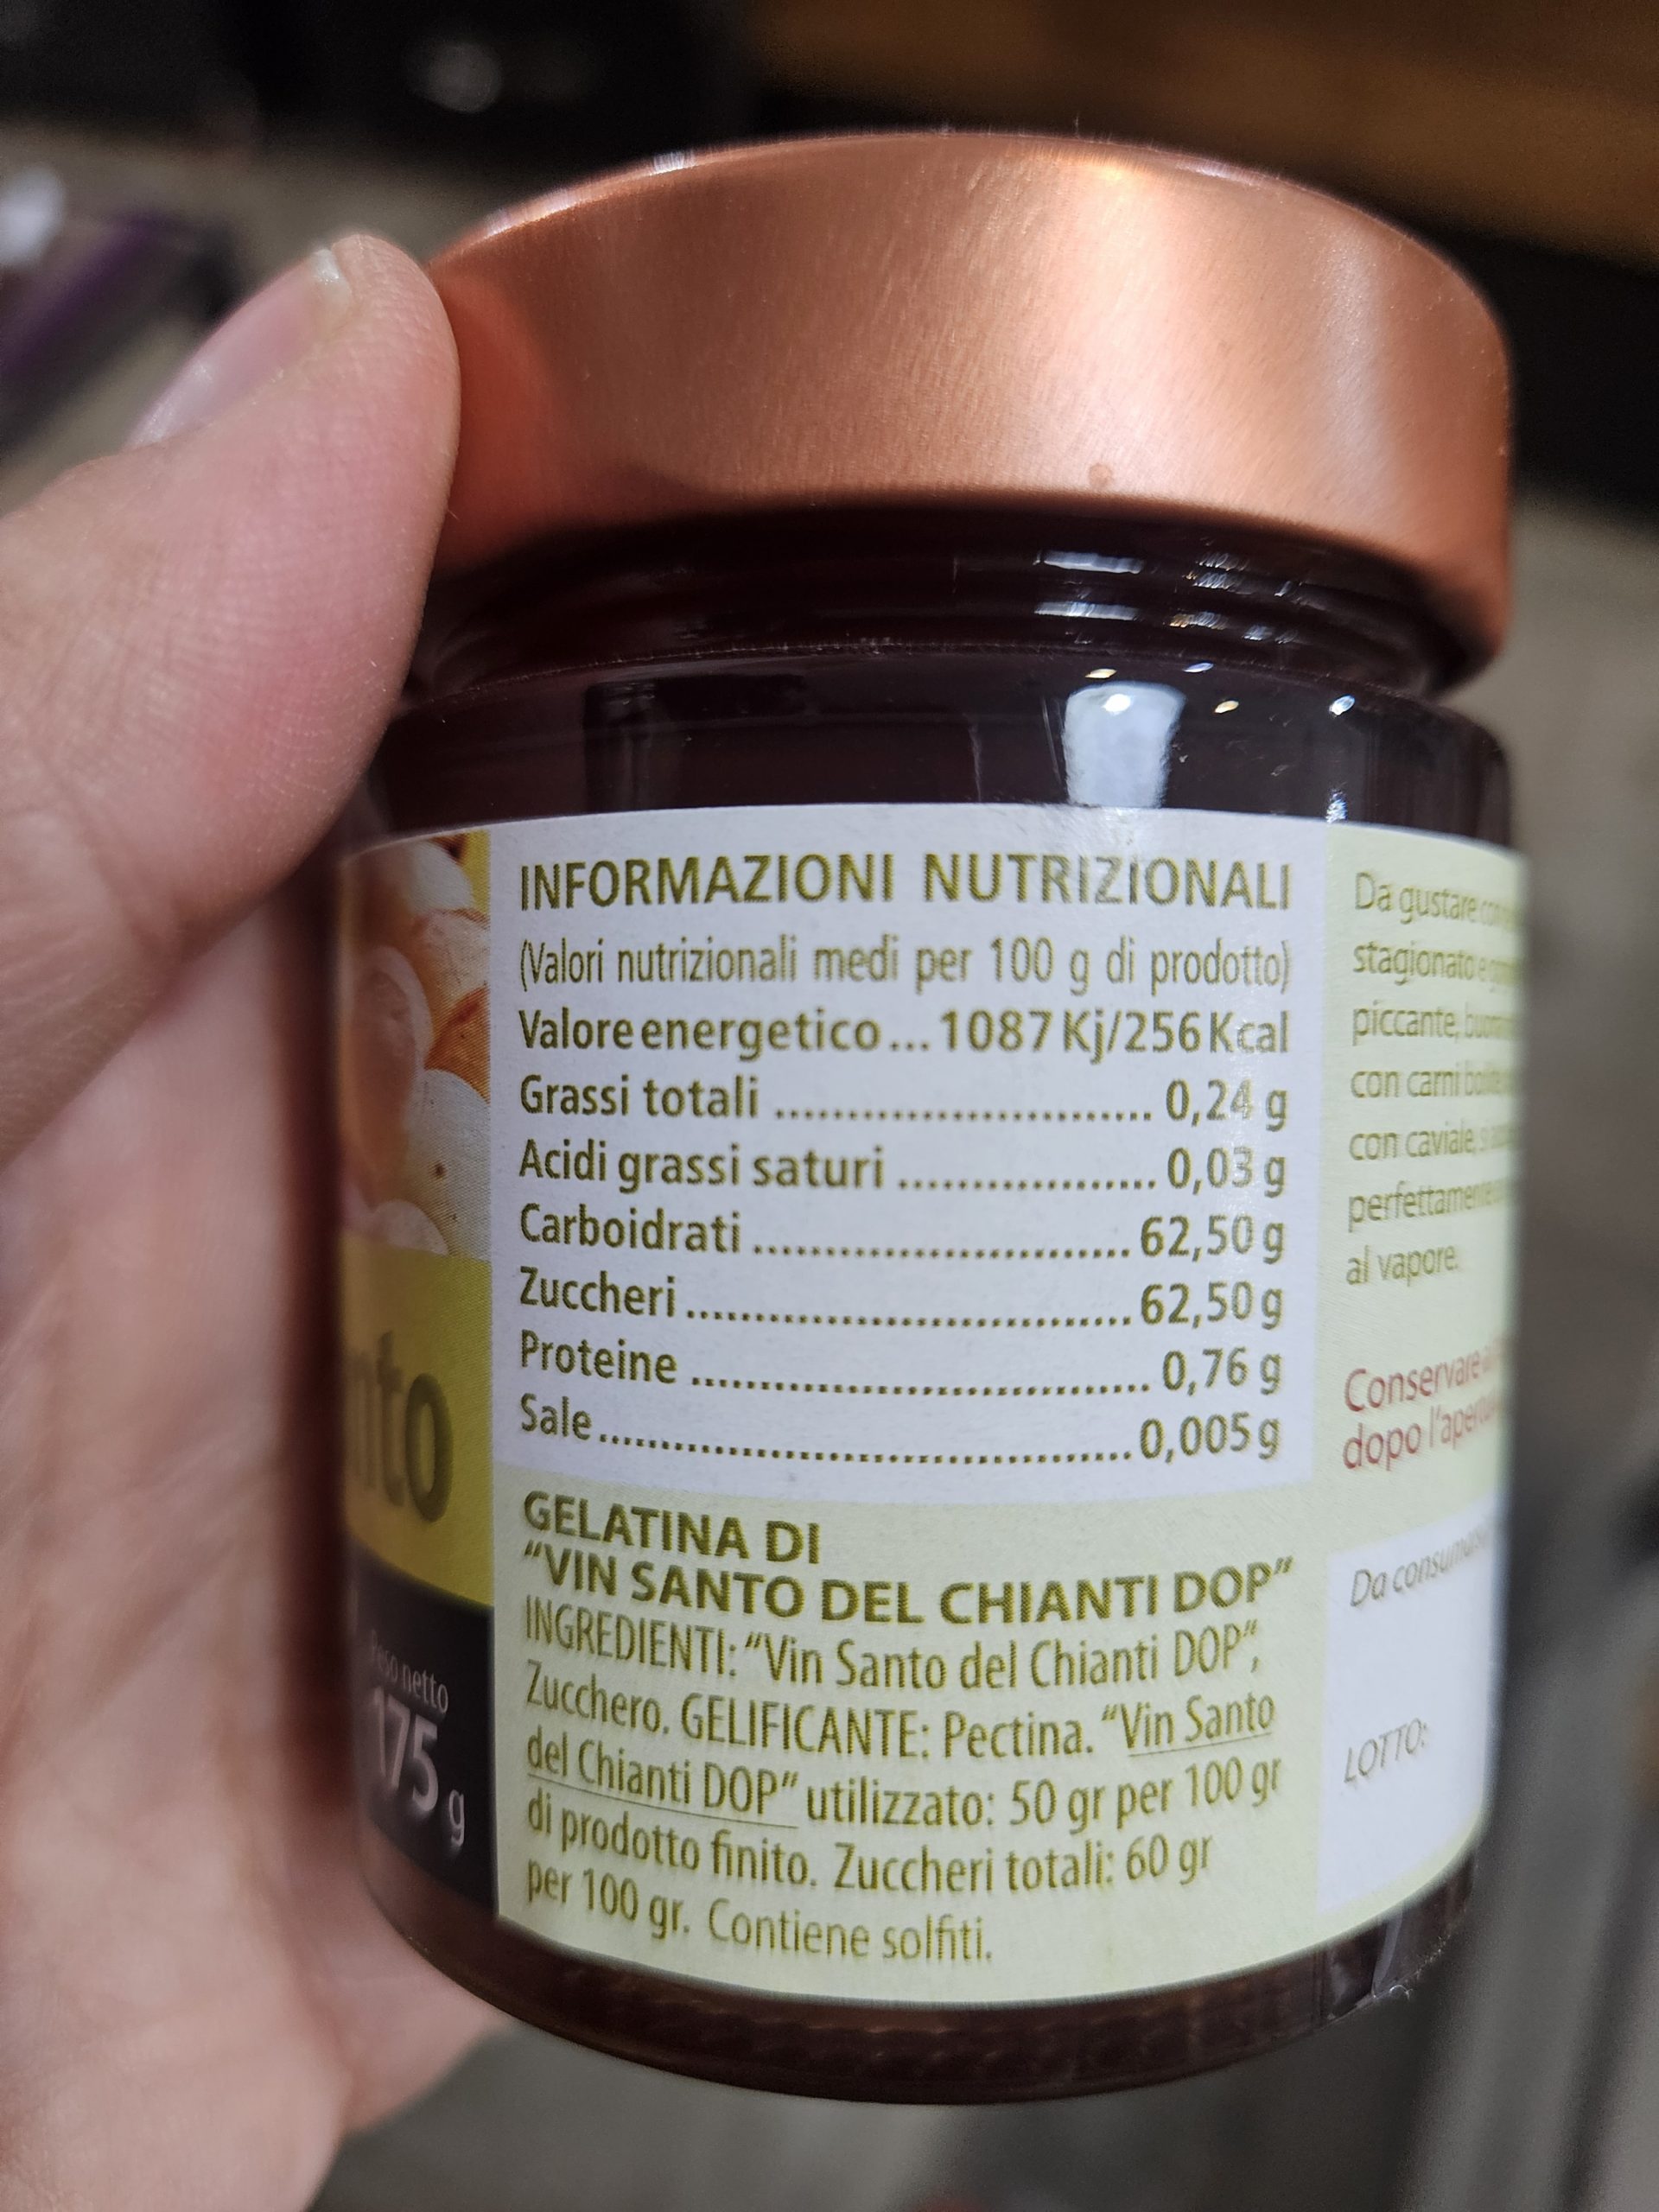 INFORMAZIONI NUTRIZIONALI
(Valori nutrizionali medi per 100 g di prodotto)
Valore energetico ... 1087 Kj/256 Kcal
Grassi totali ........................... 0,24 g
Acidi grassi saturi .................. 0,03 g
Carboidrati ........................... 62,50 g
Zuccheri ................................ 62,50 g
Proteine ................................. 0,76 g
Sale ....................................... 0,005 g
GELATINA DI
“VIN SANTO DEL CHIANTI DOP”
INGREDIENTI: “Vin Santo del Chianti DOP”,
Zucchero. GELIFICANTE: Pectina. “Vin Santo
del Chianti DOP” utilizzato: 50 gr per 100 gr
di prodotto finito. Zuccheri totali: 60 gr
per 100 gr. Contiene solfiti.
nto
Peso netto
175 g
Da gustare
stagionato e
piccante,
con carni
con caviale,
al vapore.
Conservare
dopo
Da
LOTTO: